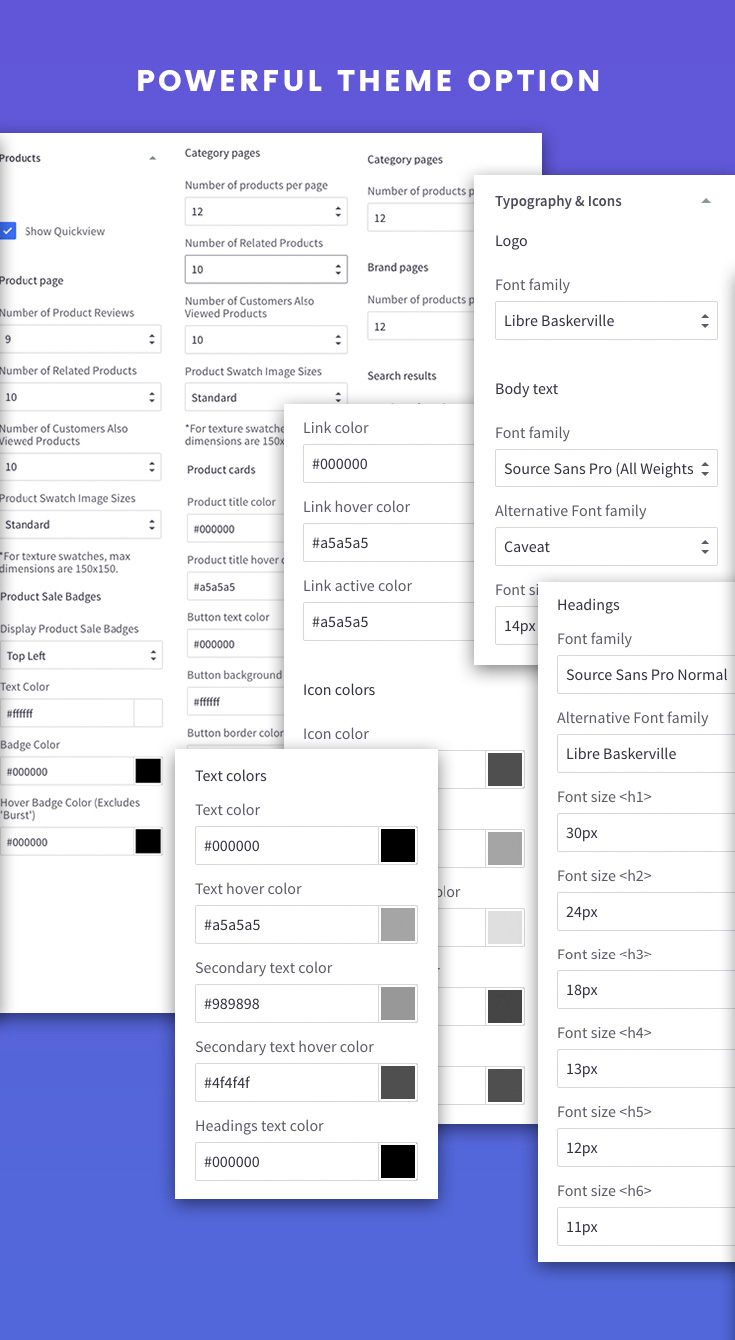 POWERFUL THEME OPTION
Products
Show Quickview
Product page
Number of Product Reviews
9
Number of Related Products
10
Number of Customers Also
Viewed Products
10
Product Swatch Image Sizes
Standard
*For texture swatches, max
dimensions are 150x150.
Product Sale Badges
Display Product Sale Badges
Top Left
Text Color
#ffffff
Badge Color
#000000
Hover Badge Color (Excludes
'Burst')
#000000
Category pages
Number of products per page
12
Number of Related Products
10
Number of Customers Also
Viewed Products
10
Product Swatch Image Sizes
Standard
*For texture swatche
dimensions are 150x
Product cards
Product title color
#000000
Product title hover c
#a5a5a5
Button text color
#000000
Button background
#ffffff
Button border color
Category pages
Number of products p
12
Brand pages
Number of products p
12
Search results
Link color
#000000
Link hover color
#a5a5a5
Link active color
#a5a5a5
Icon colors
Icon color
olor
Text colors
Text color
#000000
Text hover color
#a5a5a5
Secondary text color
#989898
Secondary text hover color
#4f4f4f
Headings text color
#000000
Typography & Icons
Logo
Font family
Libre Baskerville
Body text
Font family
Source Sans Pro (All Weights
Alternative Font family
Caveat
Font si
14px
Headings
Font family
Source Sans Pro Normal
Alternative Font family
Libre Baskerville
Font size <h1>
30px
Font size <h2>
24px
Font size <h3>
18px
Font size <h4>
13px
Font size <h5>
12px
Font size <h6>
11px